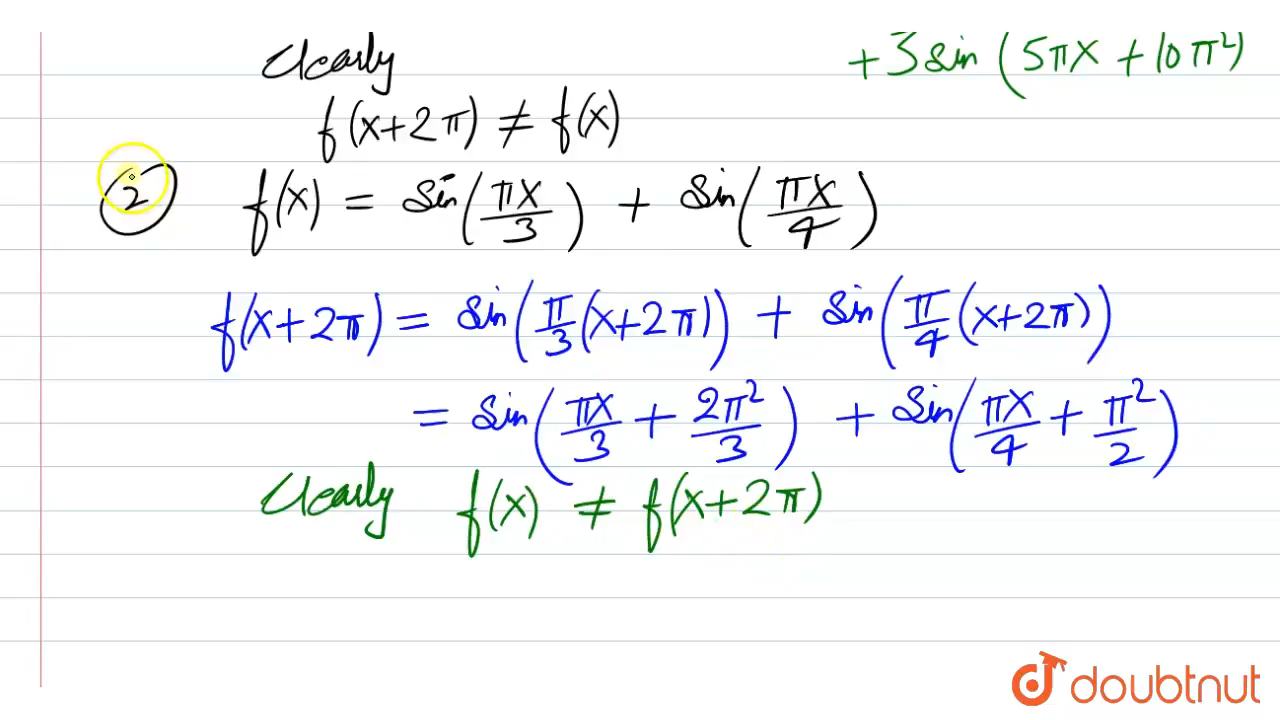 Clearly
+ 3 sin (5πx + 10π²)
f(x+2π) ≠ f(x)
2 f(x) = sin(πx/3) + sin(πx/4)
f(x+2π) = sin(π/3(x+2π)) + sin(π/4(x+2π))
= sin(πx/3 + 2π²/3) + sin(πx/4 + π²/2)
Clearly f(x) ≠ f(x+2π)
doubtnut